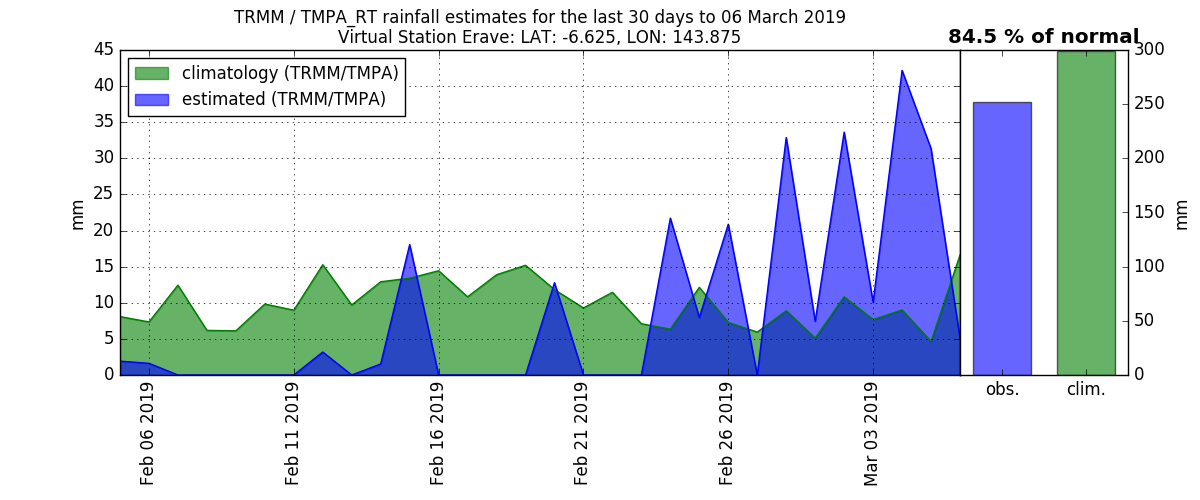 TRMM / TMPA_RT rainfall estimates for the last 30 days to 06 March 2019
Virtual Station Erave: LAT: -6.625, LON: 143.875
84.5 % of normal
climatology (TRMM/TMPA)
estimated (TRMM/TMPA)
45
40
35
30
25
20
15
10
5
0
mm
Feb 06 2019
Feb 11 2019
Feb 16 2019
Feb 21 2019
Feb 26 2019
Mar 03 2019
300
250
200
150
100
50
0
mm
obs.
clim.